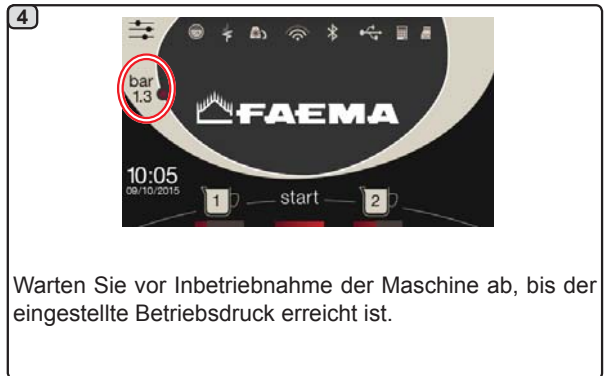 4
bar
1.3
FAEMA
10:05
09/10/2015
1 start 2
Warten Sie vor Inbetriebnahme der Maschine ab, bis der
eingestellte Betriebsdruck erreicht ist.